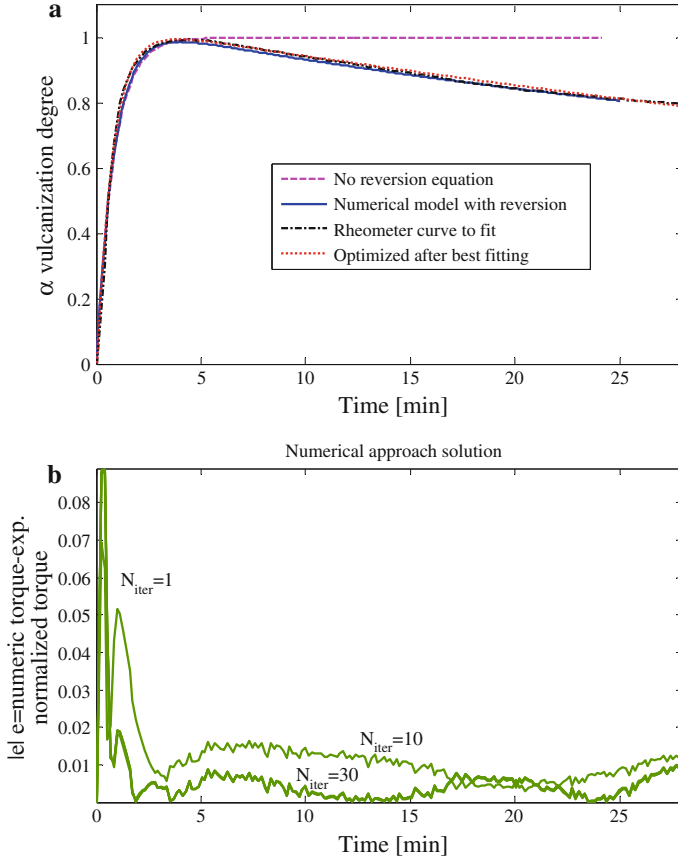 a
1
0.8
0.6
0.4
0.2
0
α vulcanization degree
No reversion equation
Numerical model with reversion
Rheometer curve to fit
Optimized after best fitting
0 5 10 15 20 25
Time [min]
b
Numerical approach solution
0.08
0.07
0.06
0.05
0.04
0.03
0.02
0.01
|e| e=numeric torque-exp.
normalized torque
N_iter=1
N_iter=10
N_iter=30
0 5 10 15 20 25
Time [min]